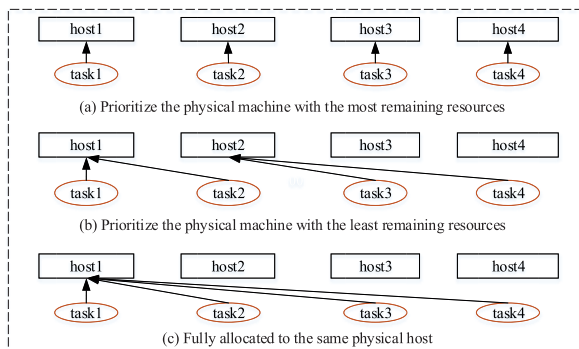 host1 host2 host3 host4
task1 task2 task3 task4
(a) Prioritize the physical machine with the most remaining resources
host1 host2 host3 host4
task1 task2 task3 task4
(b) Prioritize the physical machine with the least remaining resources
host1 host2 host3 host4
task1 task2 task3 task4
(c) Fully allocated to the same physical host